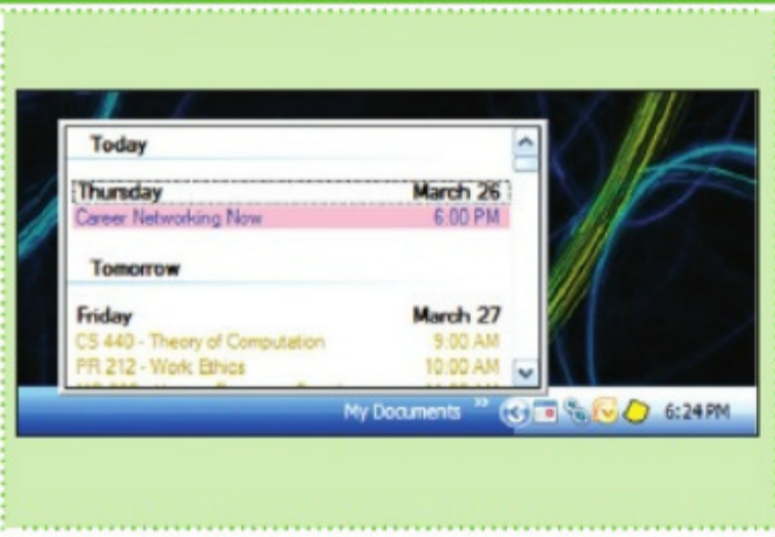 Today
Thursday March 26
Career Networking Now 6:00 PM
Tomorrow
Friday March 27
CS 440 - Theory of Computation 9:00 AM
PR 212 - Work Ethics 10:00 AM
My Documents » 6:24 PM